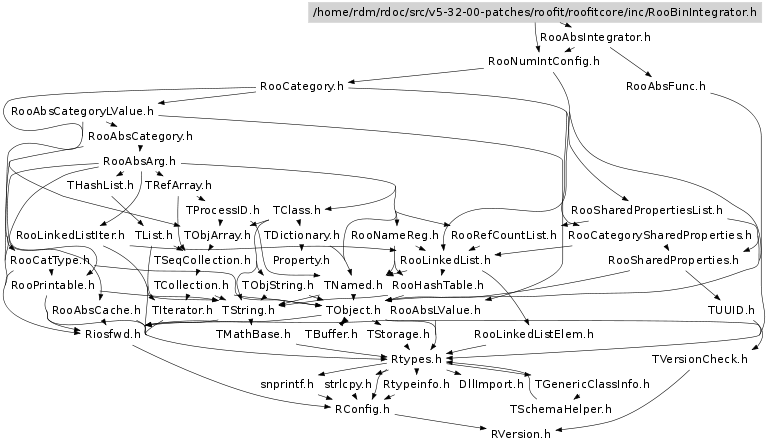 /home/rdm/rdoc/src/v5-32-00-patches/roofit/roofitcore/inc/RooBinIntegrator.h
RooAbsIntegrator.h
RooNumIntConfig.h
RooCategory.h
RooAbsFunc.h
RooAbsCategoryLValue.h
RooAbsCategory.h
RooAbsArg.h
THashList.h
TRefArray.h
TProcessID.h
TClass.h
RooSharedPropertiesList.h
RooLinkedListIter.h
TList.h
TObjArray.h
TDictionary.h
RooNameReg.h
RooRefCountList.h
RooCategorySharedProperties.h
RooCatType.h
TSeqCollection.h
Property.h
RooLinkedList.h
RooSharedProperties.h
RooPrintable.h
TCollection.h
TObjString.h
TNamed.h
RooHashTable.h
RooAbsCache.h
TIterator.h
TString.h
TObject.h
RooAbsLValue.h
TUUID.h
Riosfwd.h
TMathBase.h
TBuffer.h
TStorage.h
RooLinkedListElem.h
Rtypes.h
TVersionCheck.h
snprintf.h
strlcpy.h
Rtypeinfo.h
DllImport.h
TGenericClassInfo.h
RConfig.h
TSchemaHelper.h
RVersion.h